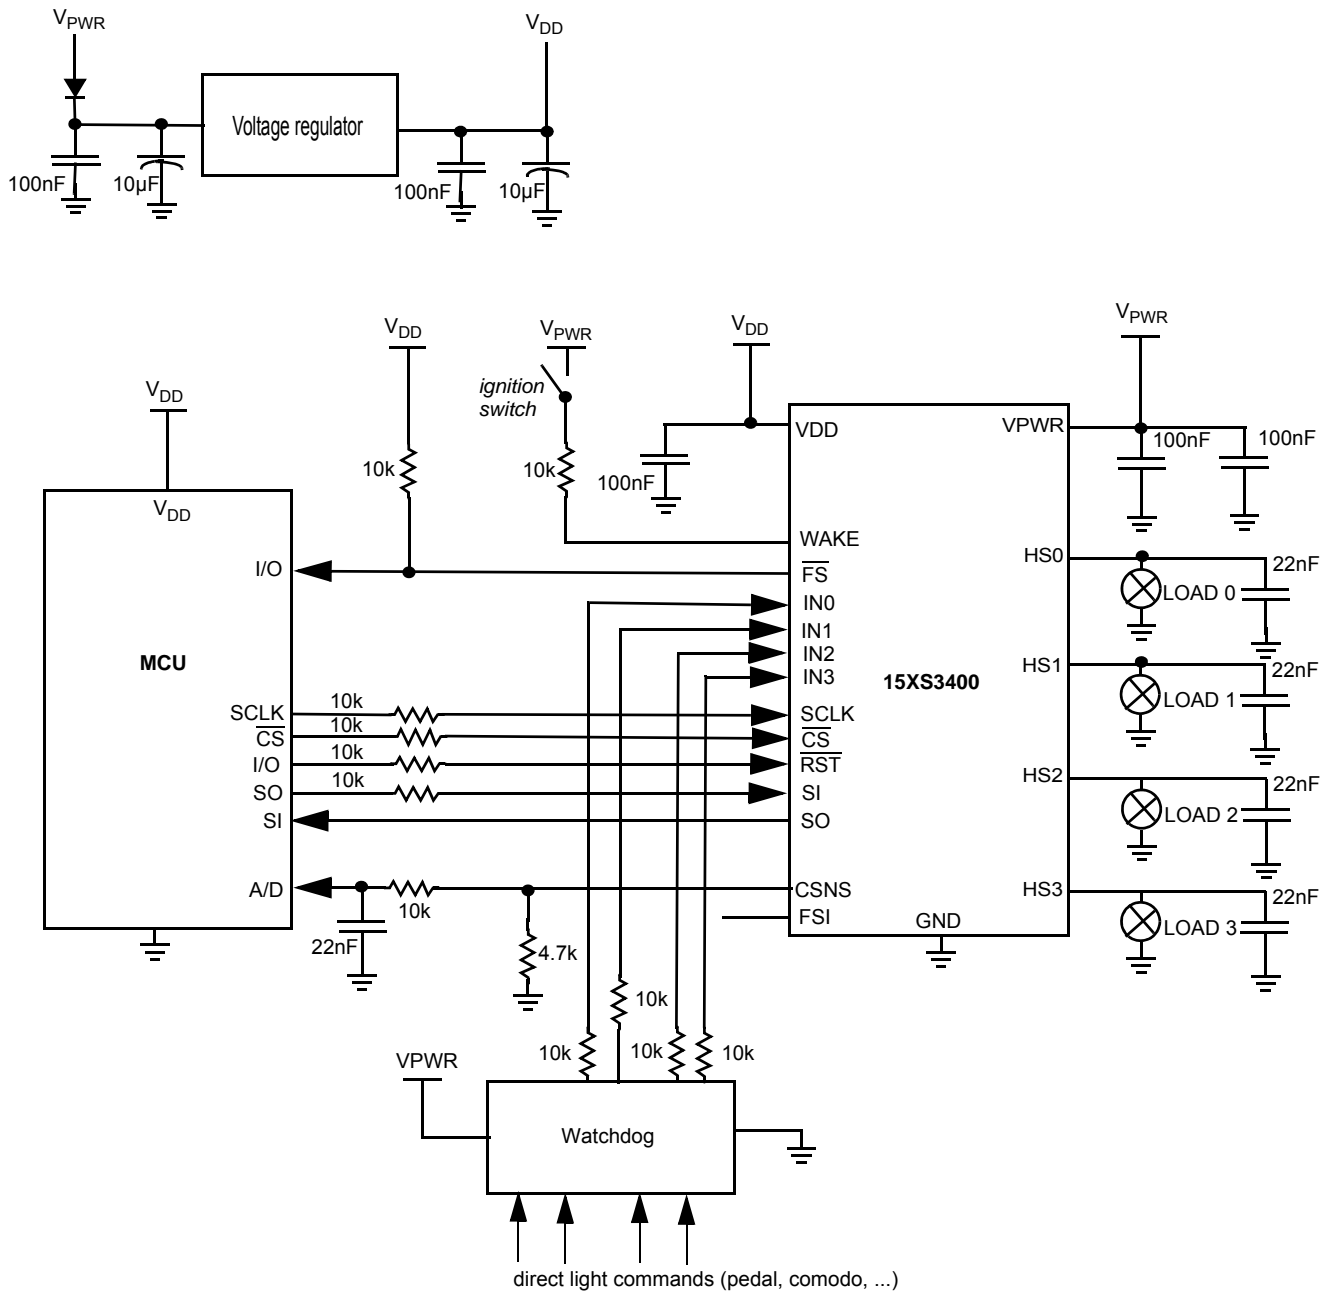 VPWR
VDD
Voltage regulator
100nF
10µF
100nF
10µF
VDD
VPWR
VDD
VPWR
ignition
switch
VDD
10k
10k
100nF
VDD
VPWR
100nF
100nF
VDD
WAKE
I/O
FS
HS0
22nF
IN0
LOAD 0
IN1
IN2
MCU
HS1
22nF
IN3
15XS3400
LOAD 1
10k
SCLK
SCLK
10k
CS
CS
I/O
10k
RST
HS2
22nF
SO
10k
SI
LOAD 2
SI
SO
A/D
10k
CSNS
HS3
22nF
FSI
GND
LOAD 3
22nF
4.7k
10k
10k
10k
10k
VPWR
Watchdog
direct light commands (pedal, comodo, ...)